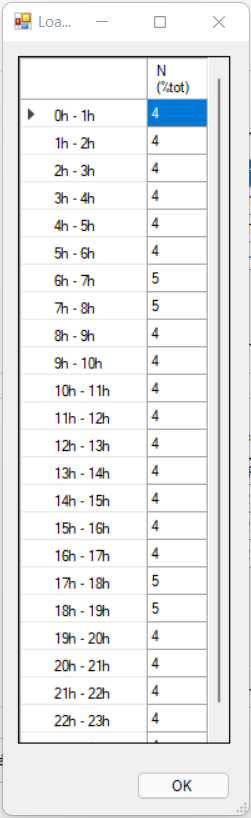 Loa...
N
(%tot)
0h - 1h 4
1h - 2h 4
2h - 3h 4
3h - 4h 4
4h - 5h 4
5h - 6h 4
6h - 7h 5
7h - 8h 5
8h - 9h 4
9h - 10h 4
10h - 11h 4
11h - 12h 4
12h - 13h 4
13h - 14h 4
14h - 15h 4
15h - 16h 4
16h - 17h 4
17h - 18h 5
18h - 19h 5
19h - 20h 4
20h - 21h 4
21h - 22h 4
22h - 23h 4
OK